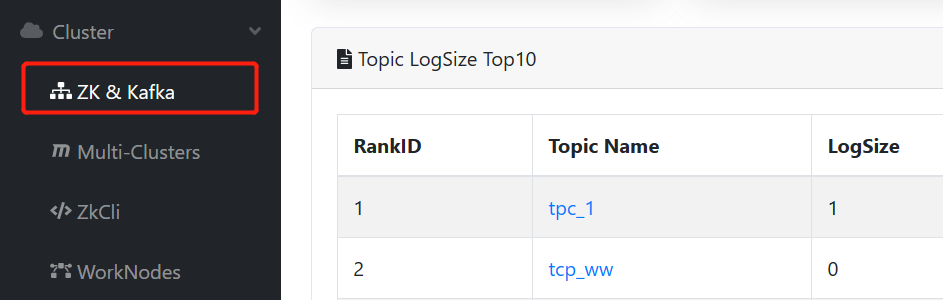 Cluster
ZK & Kafka
Multi-Clusters
ZkCli
WorkNodes
Topic LogSize Top10
RankID Topic Name LogSize
1 tpc_1 1
2 tcp_ww 0